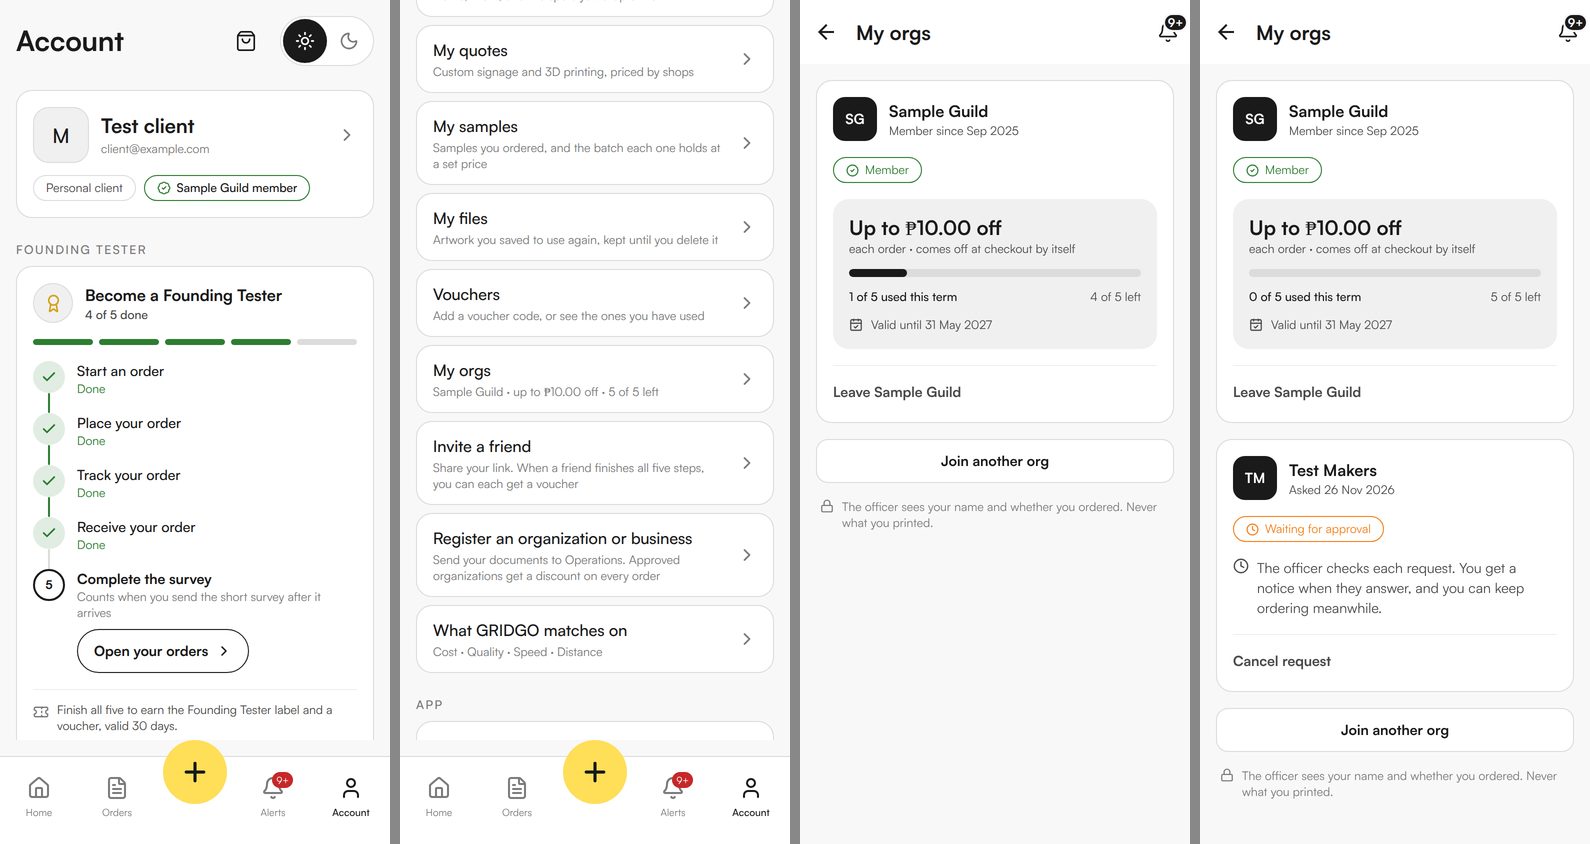 Account
M
Test client
client@example.com
Personal client
Sample Guild member
FOUNDING TESTER
Become a Founding Tester
4 of 5 done
Start an order
Done
Place your order
Done
Track your order
Done
Receive your order
Done
5
Complete the survey
Counts when you send the short survey after it
arrives
Open your orders
Finish all five to earn the Founding Tester label and a
voucher, valid 30 days.
Home
Orders
9+
Alerts
Account
My quotes
Custom signage and 3D printing, priced by shops
My samples
Samples you ordered, and the batch each one holds at
a set price
My files
Artwork you saved to use again, kept until you delete it
Vouchers
Add a voucher code, or see the ones you have used
My orgs
Sample Guild · up to ₱10.00 off · 5 of 5 left
Invite a friend
Share your link. When a friend finishes all five steps,
you can each get a voucher
Register an organization or business
Send your documents to Operations. Approved
organizations get a discount on every order
What GRIDGO matches on
Cost · Quality · Speed · Distance
APP
Home
Orders
9+
Alerts
Account
My orgs
9+
SG
Sample Guild
Member since Sep 2025
Member
Up to ₱10.00 off
each order · comes off at checkout by itself
1 of 5 used this term
4 of 5 left
Valid until 31 May 2027
Leave Sample Guild
Join another org
The officer sees your name and whether you ordered. Never
what you printed.
My orgs
9+
SG
Sample Guild
Member since Sep 2025
Member
Up to ₱10.00 off
each order · comes off at checkout by itself
0 of 5 used this term
5 of 5 left
Valid until 31 May 2027
Leave Sample Guild
TM
Test Makers
Asked 26 Nov 2026
Waiting for approval
The officer checks each request. You get a
notice when they answer, and you can keep
ordering meanwhile.
Cancel request
Join another org
The officer sees your name and whether you ordered. Never
what you printed.